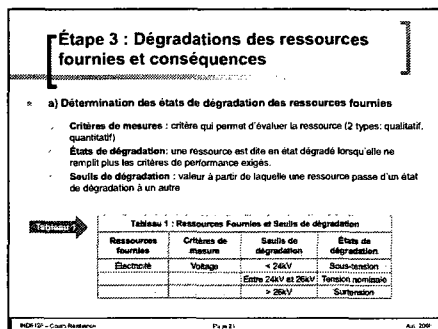 Étape 3 : Dégradations des ressources
fournies et conséquences
a) Détermination des états de dégradation des ressources fournies
Critères de mesures : critère qui permet d'évaluer la ressource (2 types: qualitatif,
quantitatif)
États de dégradation: une ressource est dite en état dégradé lorsqu'elle ne
remplit plus les critères de performance exigés.
Seuils de dégradation : valeur à partir de laquelle une ressource passe d'un état
de dégradation à un autre
Tableau 1
Tableau 1 : Ressources Fournies et Seuils de dégradation
Ressources fournies Critères de mesure Seuils de dégradation États de dégradation
Électricité Voltage < 24kV Sous-tension
Entre 24kV et 26kV Tension nominale
> 26kV Surtension
Cours Résilience